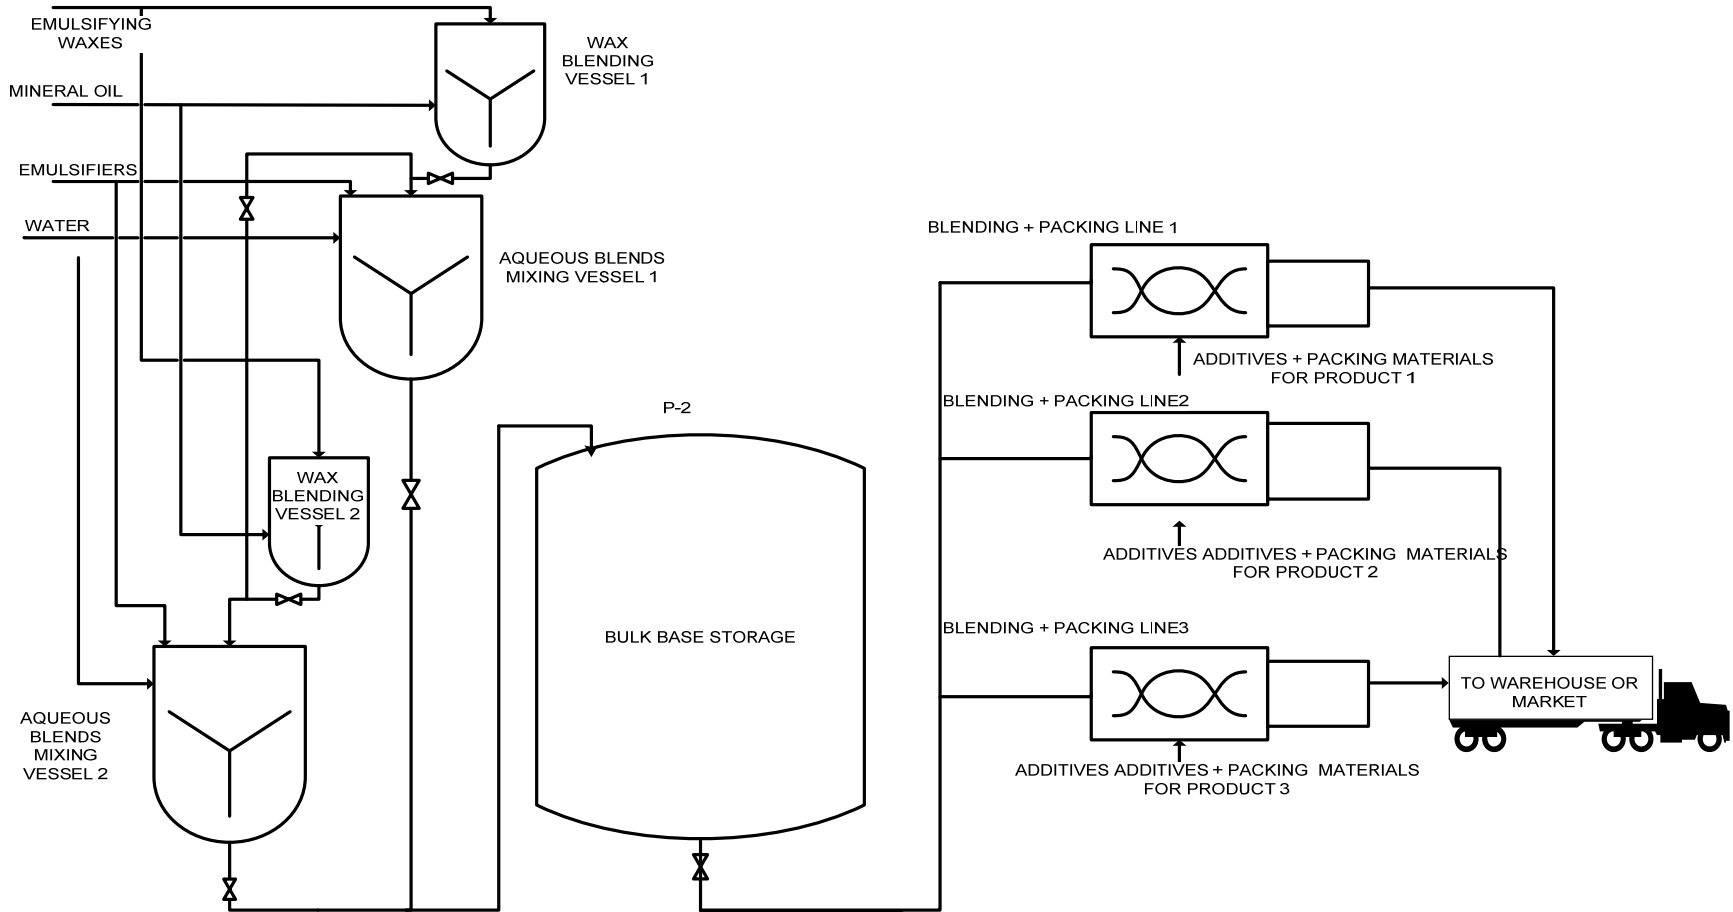 EMULSIFYING
WAXES
WAX
BLENDING
VESSEL 1
MINERAL OIL
EMULSIFIERS
WATER
AQUEOUS BLENDS
MIXING VESSEL 1
WAX
BLENDING
VESSEL 2
AQUEOUS
BLENDS
MIXING
VESSEL 2
P-2
BULK BASE STORAGE
BLENDING + PACKING LINE 1
ADDITIVES + PACKING MATERIALS
FOR PRODUCT 1
BLENDING + PACKING LINE2
ADDITIVES ADDITIVES + PACKING MATERIALS
FOR PRODUCT 2
BLENDING + PACKING LINE3
ADDITIVES ADDITIVES + PACKING MATERIALS
FOR PRODUCT 3
TO WAREHOUSE OR
MARKET